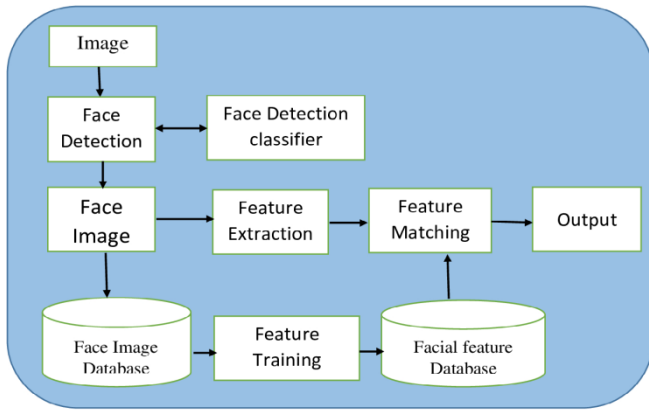 Image
Face
Detection
Face Detection
classifier
Face
Image
Feature
Extraction
Feature
Matching
Output
Face Image
Database
Feature
Training
Facial feature
Database